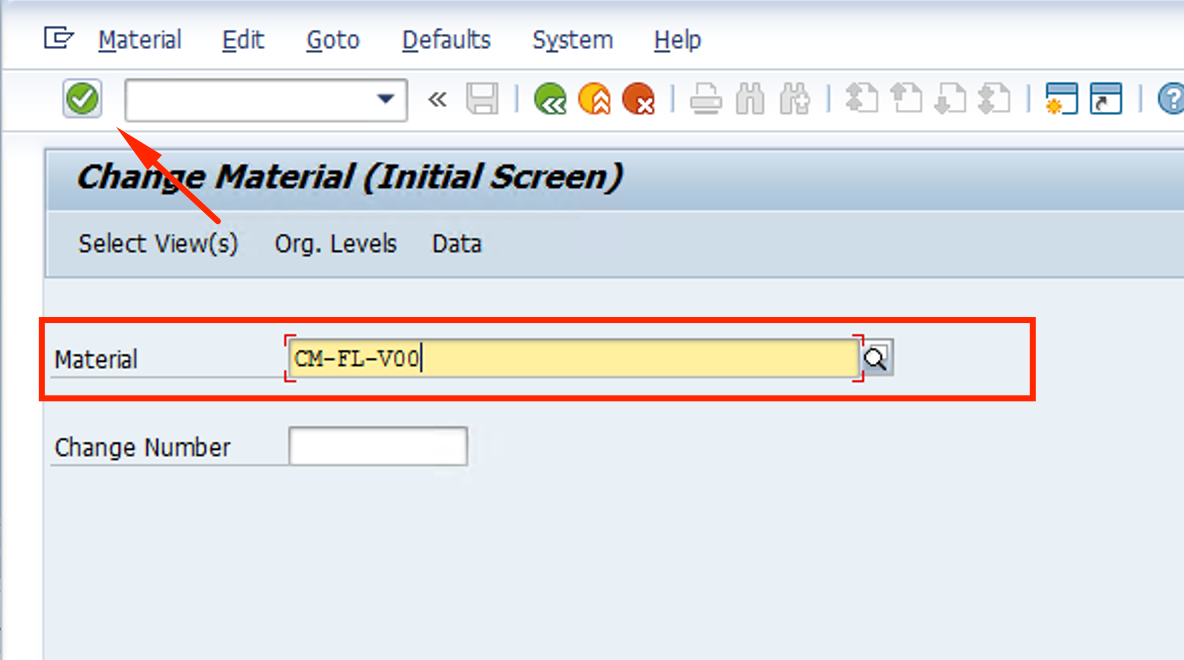 Material Edit Goto Defaults System Help
Change Material (Initial Screen)
Select View(s) Org. Levels Data
Material CM-FL-V00
Change Number